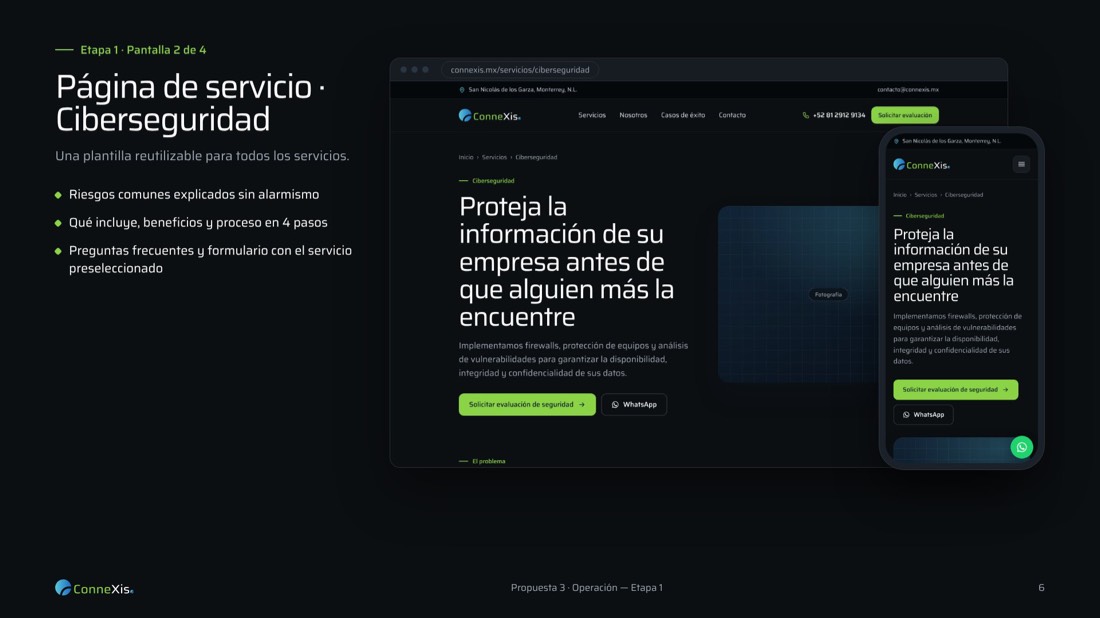 Etapa 1 · Pantalla 2 de 4
Página de servicio ·
Ciberseguridad
Una plantilla reutilizable para todos los servicios.
Riesgos comunes explicados sin alarmismo
Qué incluye, beneficios y proceso en 4 pasos
Preguntas frecuentes y formulario con el servicio
preseleccionado
connexis.mx/servicios/ciberseguridad
San Nicolás de los Garza, Monterrey, N.L.
contacto@connexis.mx
ConneXis
Servicios
Nosotros
Casos de éxito
Contacto
+52 81 2912 9134
Solicitar evaluación
Inicio › Servicios › Ciberseguridad
Ciberseguridad
Proteja la
información de su
empresa antes de
que alguien más la
encuentre
Implementamos firewalls, protección de equipos y análisis
de vulnerabilidades para garantizar la disponibilidad,
integridad y confidencialidad de sus datos.
Solicitar evaluación de seguridad →
WhatsApp
Fotografía
El problema
San Nicolás de los Garza, Monterrey, N.L.
ConneXis
Inicio › Servicios › Ciberseguridad
Ciberseguridad
Proteja la
información de su
empresa antes de
que alguien más la
encuentre
Implementamos firewalls, protección de
equipos y análisis de vulnerabilidades
para garantizar la disponibilidad,
integridad y confidencialidad de sus
datos.
Solicitar evaluación de seguridad →
WhatsApp
ConneXis
Propuesta 3 · Operación — Etapa 1
6